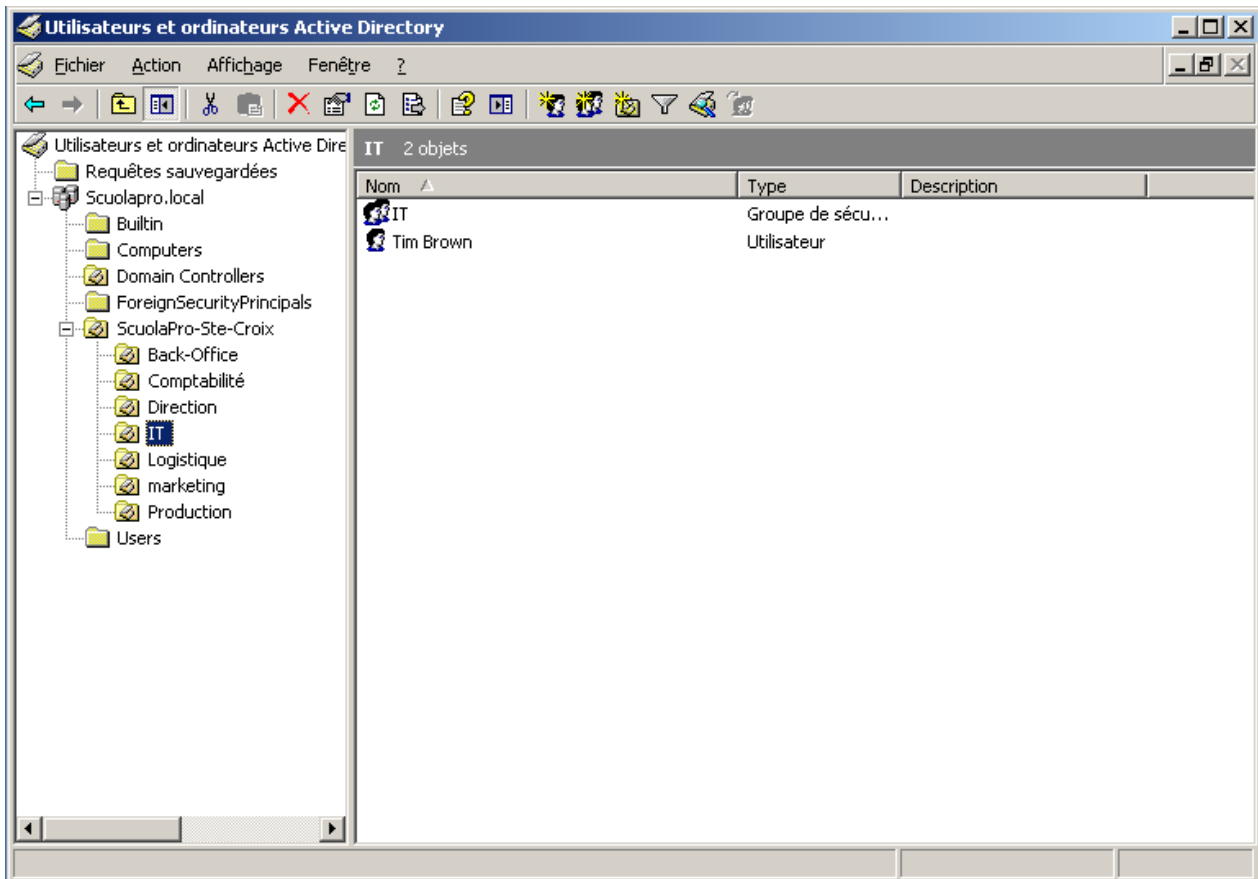 Utilisateurs et ordinateurs Active Directory
Fichier Action Affichage Fenêtre ?
Utilisateurs et ordinateurs Active Dire
Requêtes sauvegardées
Scuolapro.local
Builtin
Computers
Domain Controllers
ForeignSecurityPrincipals
ScuolaPro-Ste-Croix
Back-Office
Comptabilité
Direction
IT
Logistique
marketing
Production
Users
IT 2 objets
Nom Type Description
IT Groupe de sécu...
Tim Brown Utilisateur